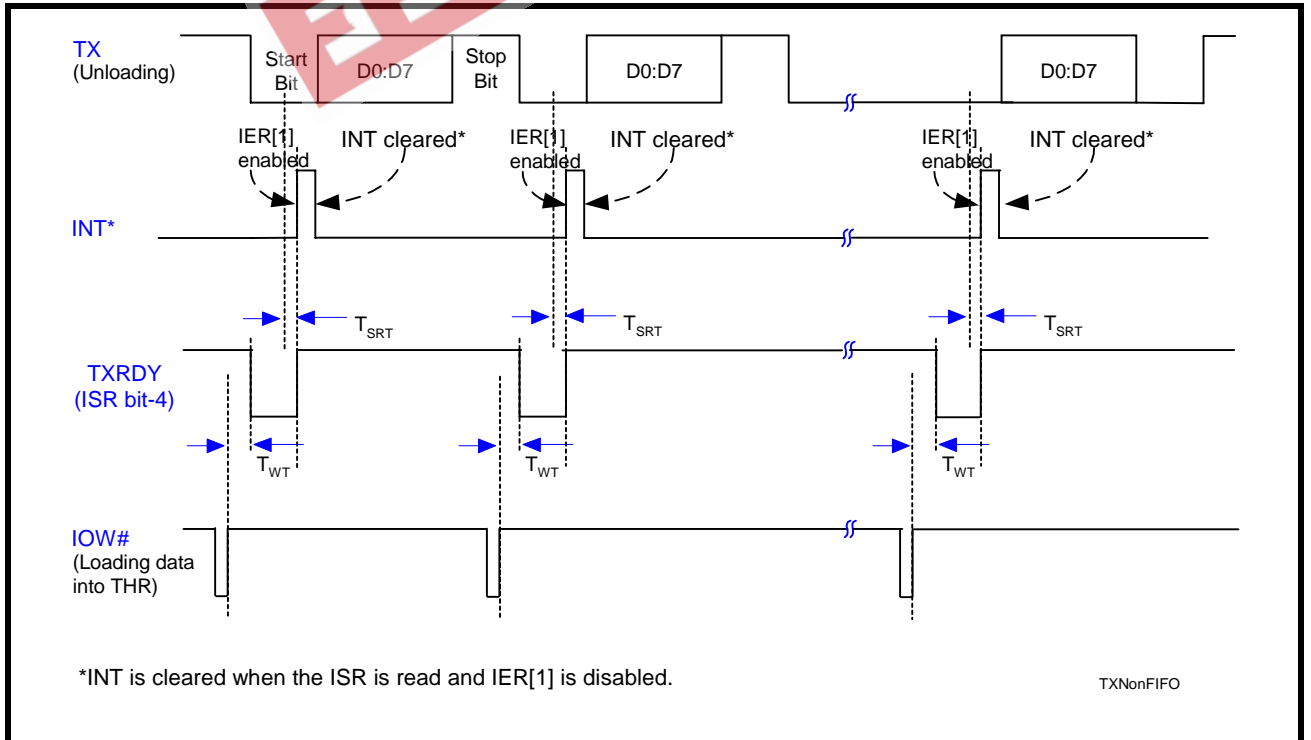 TX
(Unloading)
Start
Bit
D0:D7
Stop
Bit
D0:D7
D0:D7
IER[1]
enabled
INT cleared*
IER[1]
enabled
INT cleared*
IER[1]
enabled
INT cleared*
INT*
TSRT
TSRT
TSRT
TXRDY
(ISR bit-4)
TWT
TWT
TWT
IOW#
(Loading data
into THR)
*INT is cleared when the ISR is read and IER[1] is disabled.
TXNonFIFO